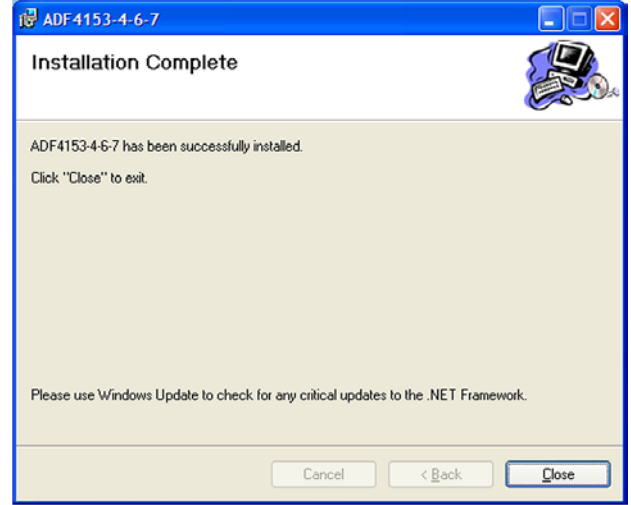 ADF4153-4-6-7
Installation Complete
ADF4153-4-6-7 has been successfully installed.
Click "Close" to exit.
Please use Windows Update to check for any critical updates to the .NET Framework.
Cancel
< Back
Close